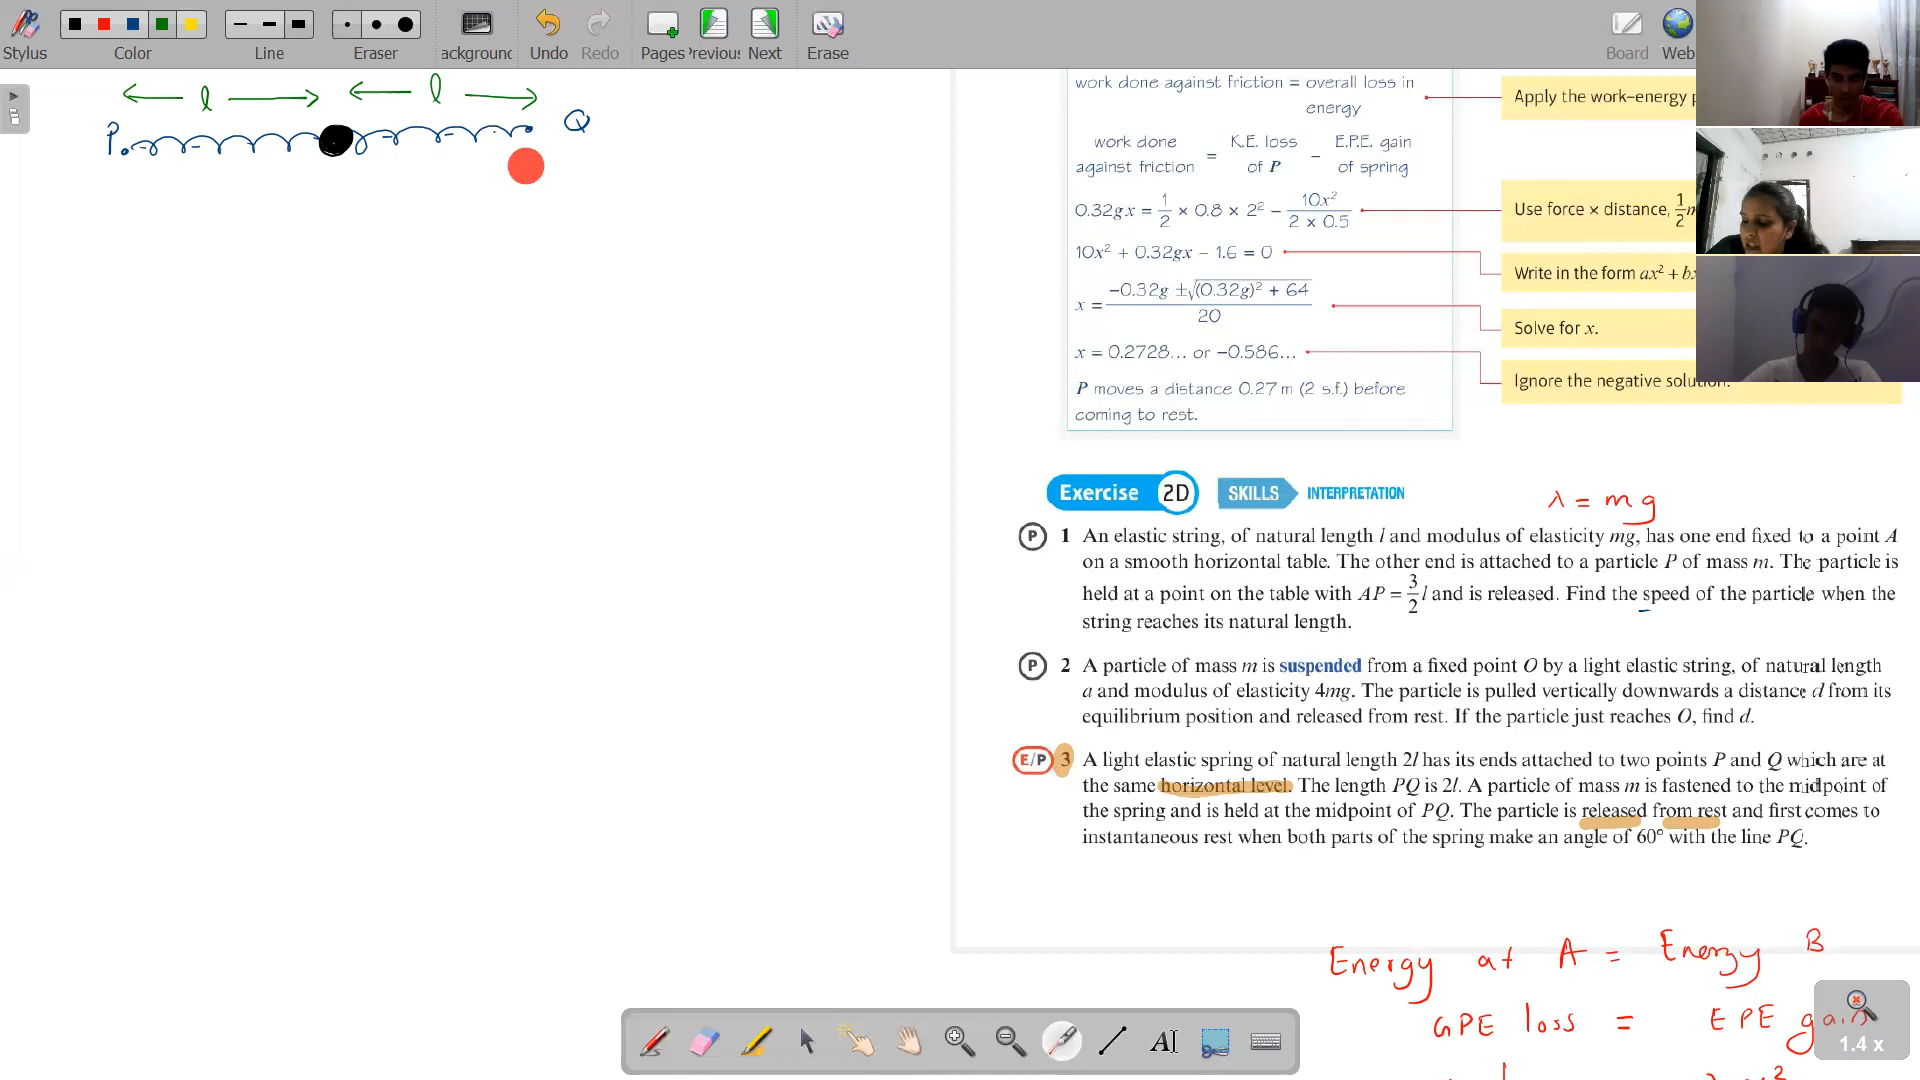 Stylus
Color
Line
Eraser
ackground
Undo
Redo
Pages
Previous
Next
Erase
Board
Web
l
l
P
Q
work done against friction = overall loss in
energy
work done against friction = K.E. loss of P − E.P.E. gain of spring
0.32gx = 1/2 × 0.8 × 2² − 10x²/(2 × 0.5)
10x² + 0.32gx − 1.6 = 0
x = (−0.32g ± √((0.32g)² + 64))/20
x = 0.2728... or −0.586...
P moves a distance 0.27 m (2 s.f.) before
coming to rest.
Apply the work–energy p
Use force × distance, 1/2 m
Write in the form ax² + bx
Solve for x.
Ignore the negative solution.
Exercise 2D SKILLS INTERPRETATION
λ = mg
P 1 An elastic string, of natural length l and modulus of elasticity mg, has one end fixed to a point A
on a smooth horizontal table. The other end is attached to a particle P of mass m. The particle is
held at a point on the table with AP = 3/2 l and is released. Find the speed of the particle when the
string reaches its natural length.
P 2 A particle of mass m is suspended from a fixed point O by a light elastic string, of natural length
a and modulus of elasticity 4mg. The particle is pulled vertically downwards a distance d from its
equilibrium position and released from rest. If the particle just reaches O, find d.
E/P 3 A light elastic spring of natural length 2l has its ends attached to two points P and Q which are at
the same horizontal level. The length PQ is 2l. A particle of mass m is fastened to the midpoint of
the spring and is held at the midpoint of PQ. The particle is released from rest and first comes to
instantaneous rest when both parts of the spring make an angle of 60° with the line PQ.
Energy at A = Energy B
GPE loss = EPE gain
1.4 x